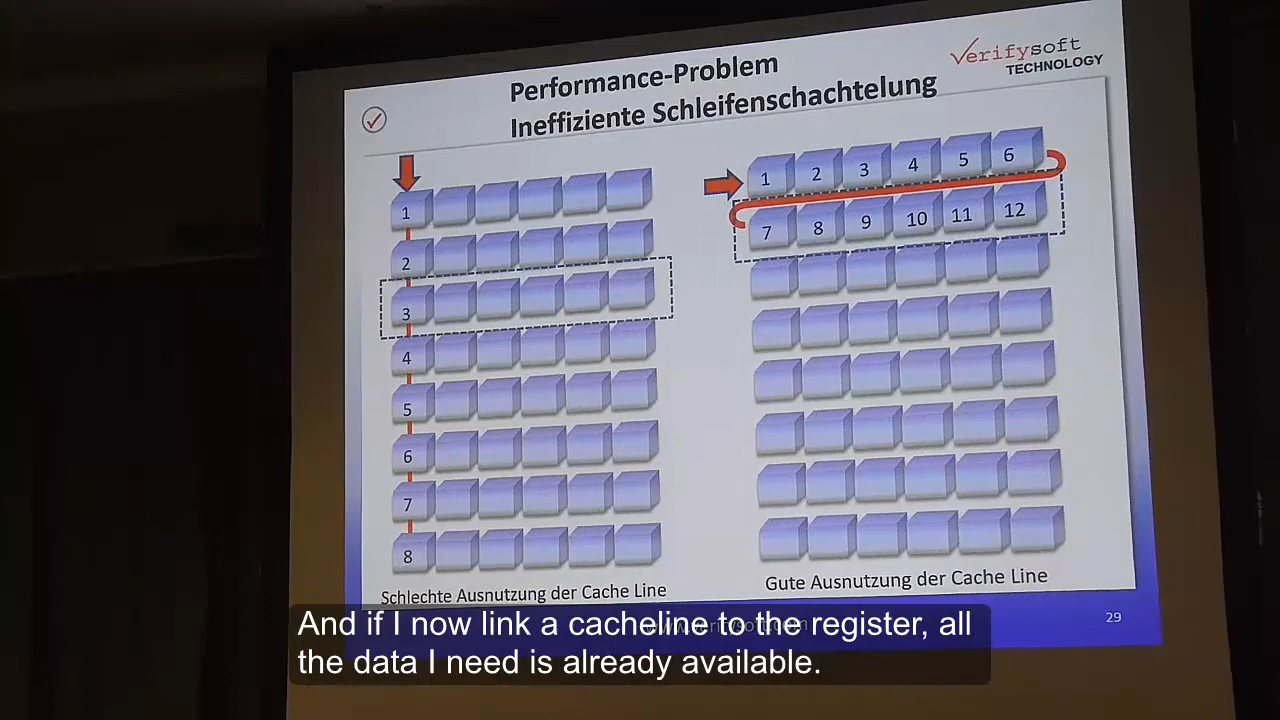 Performance-Problem
Ineffiziente Schleifenschachtelung
Verifysoft
TECHNOLOGY
1
2
3
4
5
6
7
8
Schlechte Ausnutzung der Cache Line
1 2 3 4 5 6
7 8 9 10 11 12
Gute Ausnutzung der Cache Line
29
And if I now link a cacheline to the register, all
the data I need is already available.